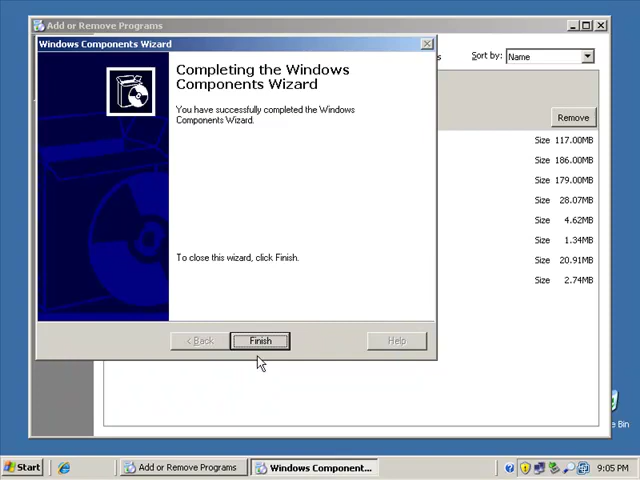 Add or Remove Programs
Windows Components Wizard
Sort by: Name
Completing the Windows
Components Wizard
You have successfully completed the Windows
Components Wizard.
Remove
Size 117.00MB
Size 186.00MB
Size 179.00MB
Size 28.07MB
Size 4.62MB
Size 1.34MB
Size 20.91MB
Size 2.74MB
To close this wizard, click Finish.
< Back Finish Help
Bin
Start Add or Remove Programs Windows Component... 9:05 PM